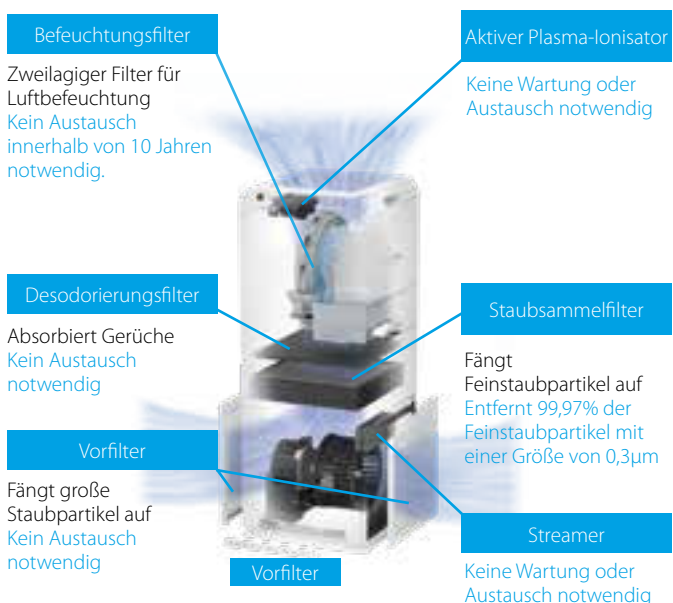 Befeuchtungsfilter
Zweilagiger Filter für
Luftbefeuchtung
Kein Austausch
innerhalb von 10 Jahren
notwendig.
Aktiver Plasma-Ionisator
Keine Wartung oder
Austausch notwendig
Desodorierungsfilter
Absorbiert Gerüche
Kein Austausch
notwendig
Staubsammelfilter
Fängt
Feinstaubpartikel auf
Entfernt 99,97% der
Feinstaubpartikel mit
einer Größe von 0,3µm
Vorfilter
Fängt große
Staubpartikel auf
Kein Austausch
notwendig
Vorfilter
Streamer
Keine Wartung oder
Austausch notwendig